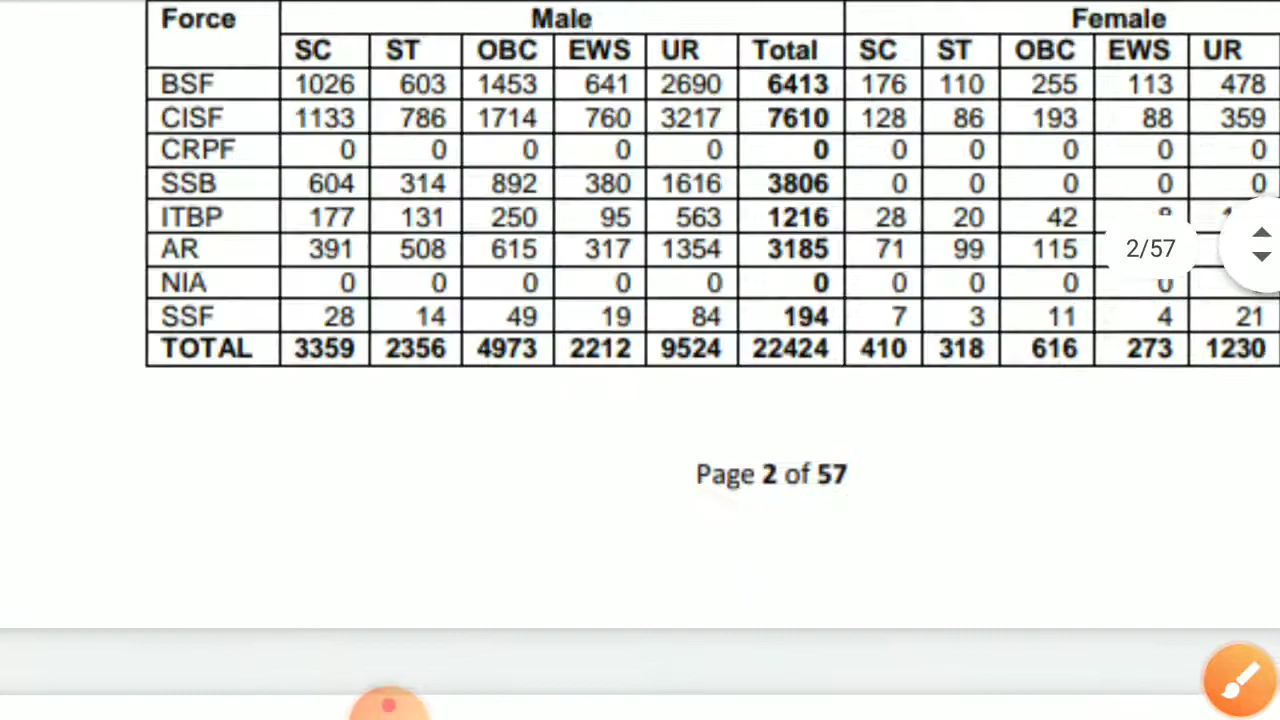 Force Male Female
SC ST OBC EWS UR Total SC ST OBC EWS UR
BSF 1026 603 1453 641 2690 6413 176 110 255 113 478
CISF 1133 786 1714 760 3217 7610 128 86 193 88 359
CRPF 0 0 0 0 0 0 0 0 0 0 0
SSB 604 314 892 380 1616 3806 0 0 0 0 0
ITBP 177 131 250 95 563 1216 28 20 42
AR 391 508 615 317 1354 3185 71 99 115
2/57
NIA 0 0 0 0 0 0 0 0 0 0
SSF 28 14 49 19 84 194 7 3 11 4 21
TOTAL 3359 2356 4973 2212 9524 22424 410 318 616 273 1230
Page 2 of 57